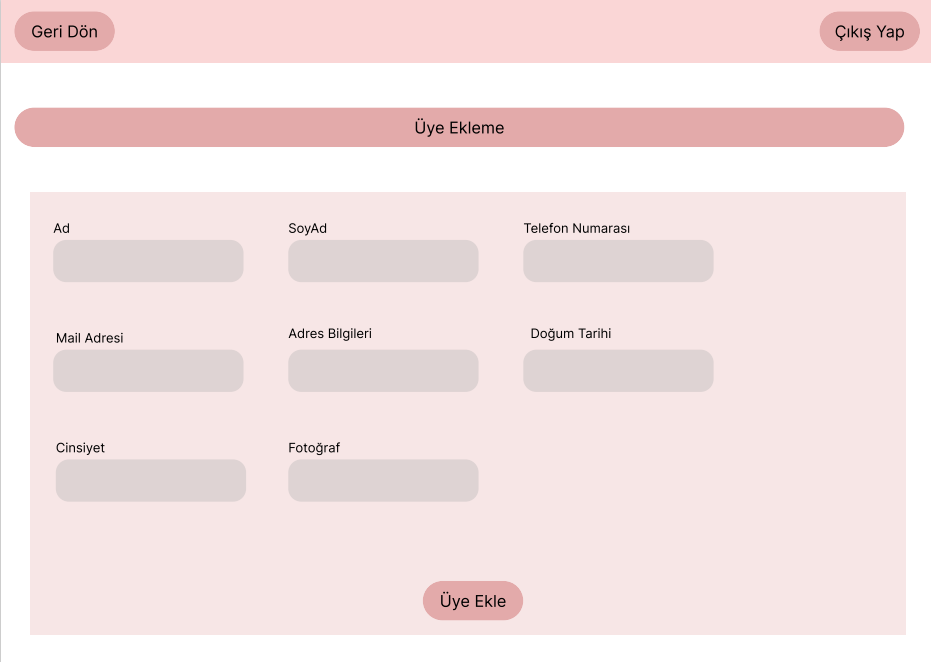 Geri Dön
Çıkış Yap
Üye Ekleme
Ad
SoyAd
Telefon Numarası
Mail Adresi
Adres Bilgileri
Doğum Tarihi
Cinsiyet
Fotoğraf
Üye Ekle